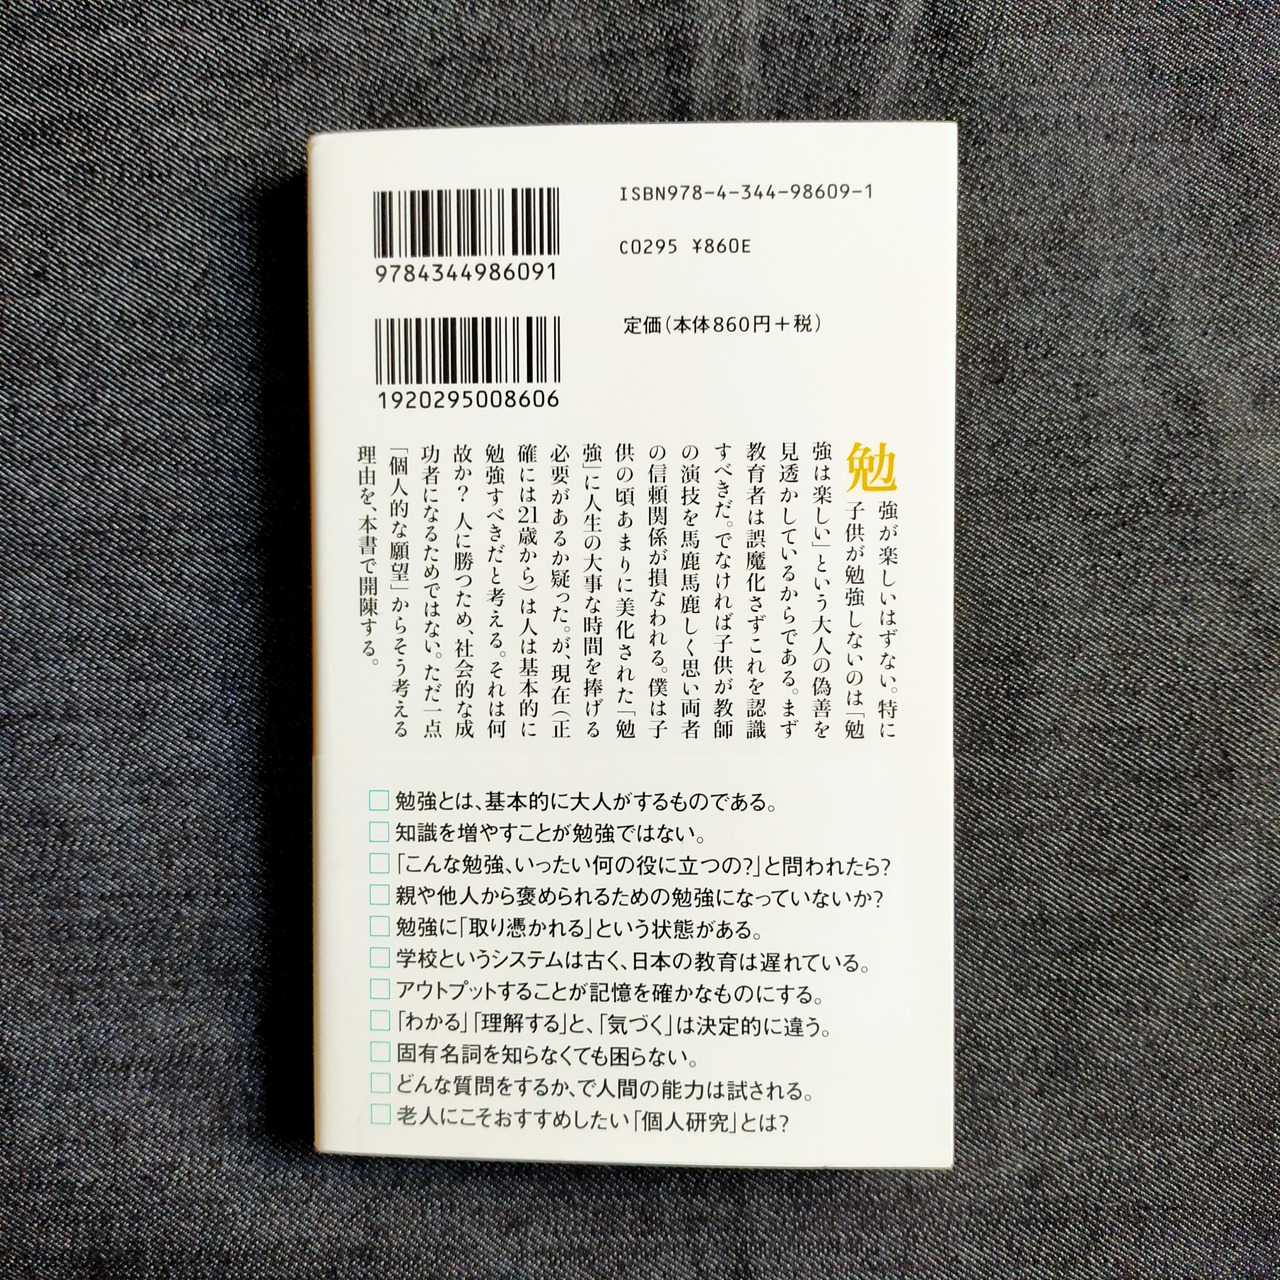 9784344986091
ISBN978-4-344-98609-1
C0295 ¥860E
1920295008606
定価(本体860円+税)
勉強が楽しいはずない。特に
子供が勉強しないのは「勉
強は楽しい」という大人の偽善を
見透かしているからである。まず
教育者は誤魔化さずこれを認識
すべきだ。でなければ子供が教師
の演技を馬鹿馬鹿しく思い両者
の信頼関係が損なわれる。僕は子
供の頃あまりに美化された「勉
強」に人生の大事な時間を捧げる
必要があるか疑った。が、現在(正
確には21歳から)は人は基本的に
勉強すべきだと考える。それは何
故か? 人に勝つため、社会的な成
功者になるためではない。ただ一点
「個人的な願望」からそう考える
理由を、本書で開陳する。
□勉強とは、基本的に大人がするものである。
□知識を増やすことが勉強ではない。
□「こんな勉強、いったい何の役に立つの?」と問われたら?
□親や他人から褒められるための勉強になっていないか?
□勉強に「取り憑かれる」という状態がある。
□学校というシステムは古く、日本の教育は遅れている。
□アウトプットすることが記憶を確かなものにする。
□「わかる」「理解する」と、「気づく」は決定的に違う。
□固有名詞を知らなくても困らない。
□どんな質問をするか、で人間の能力は試される。
□老人にこそおすすめしたい「個人研究」とは?